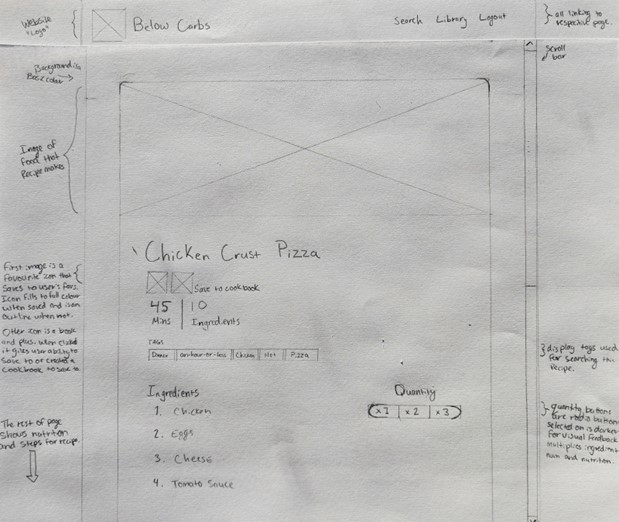 Website
"Logo"
Below Carbs
Search Library Logout
all linking to
respective page.
scroll
bar
Background is
Image of
food that
Recipe makes
Chicken Crust Pizza
Save to cookbook
45 | 10
Mins | Ingredients
TAGS
Dinner | an-hour-or-less | Chicken | Hot | Pizza
Ingredients
1. Chicken
2. Eggs
3. Cheese
4. Tomato Sauce
Quantity
x1 | x2 | x3
First image is a
favourite icon that
saves to user's favs.
Icon fills to full colour
when saved and is an
outline when not.
Other icon is a book
and plus. when clicked
it gives user ability to
save to or create a
cookbook to save to
The rest of page
shows nutrition
and steps for recipe.
display tags used
for searching this
recipe.
quantity buttons
are radio buttons
selected on is darker
for visual feedback
Multiplies ingredient
num and nutrition.